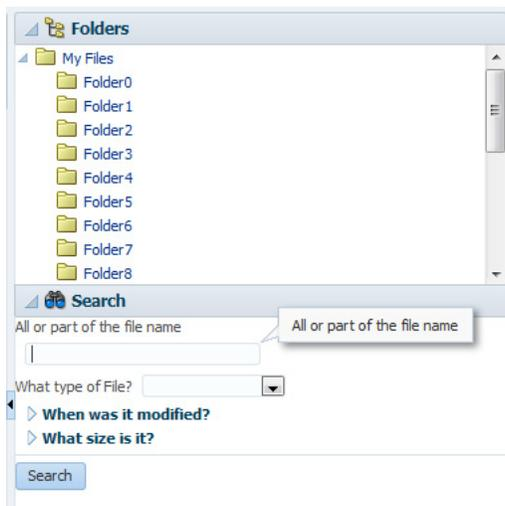 Folders
My Files
Folder0
Folder1
Folder2
Folder3
Folder4
Folder5
Folder6
Folder7
Folder8
Search
All or part of the file name
All or part of the file name
What type of File?
When was it modified?
What size is it?
Search